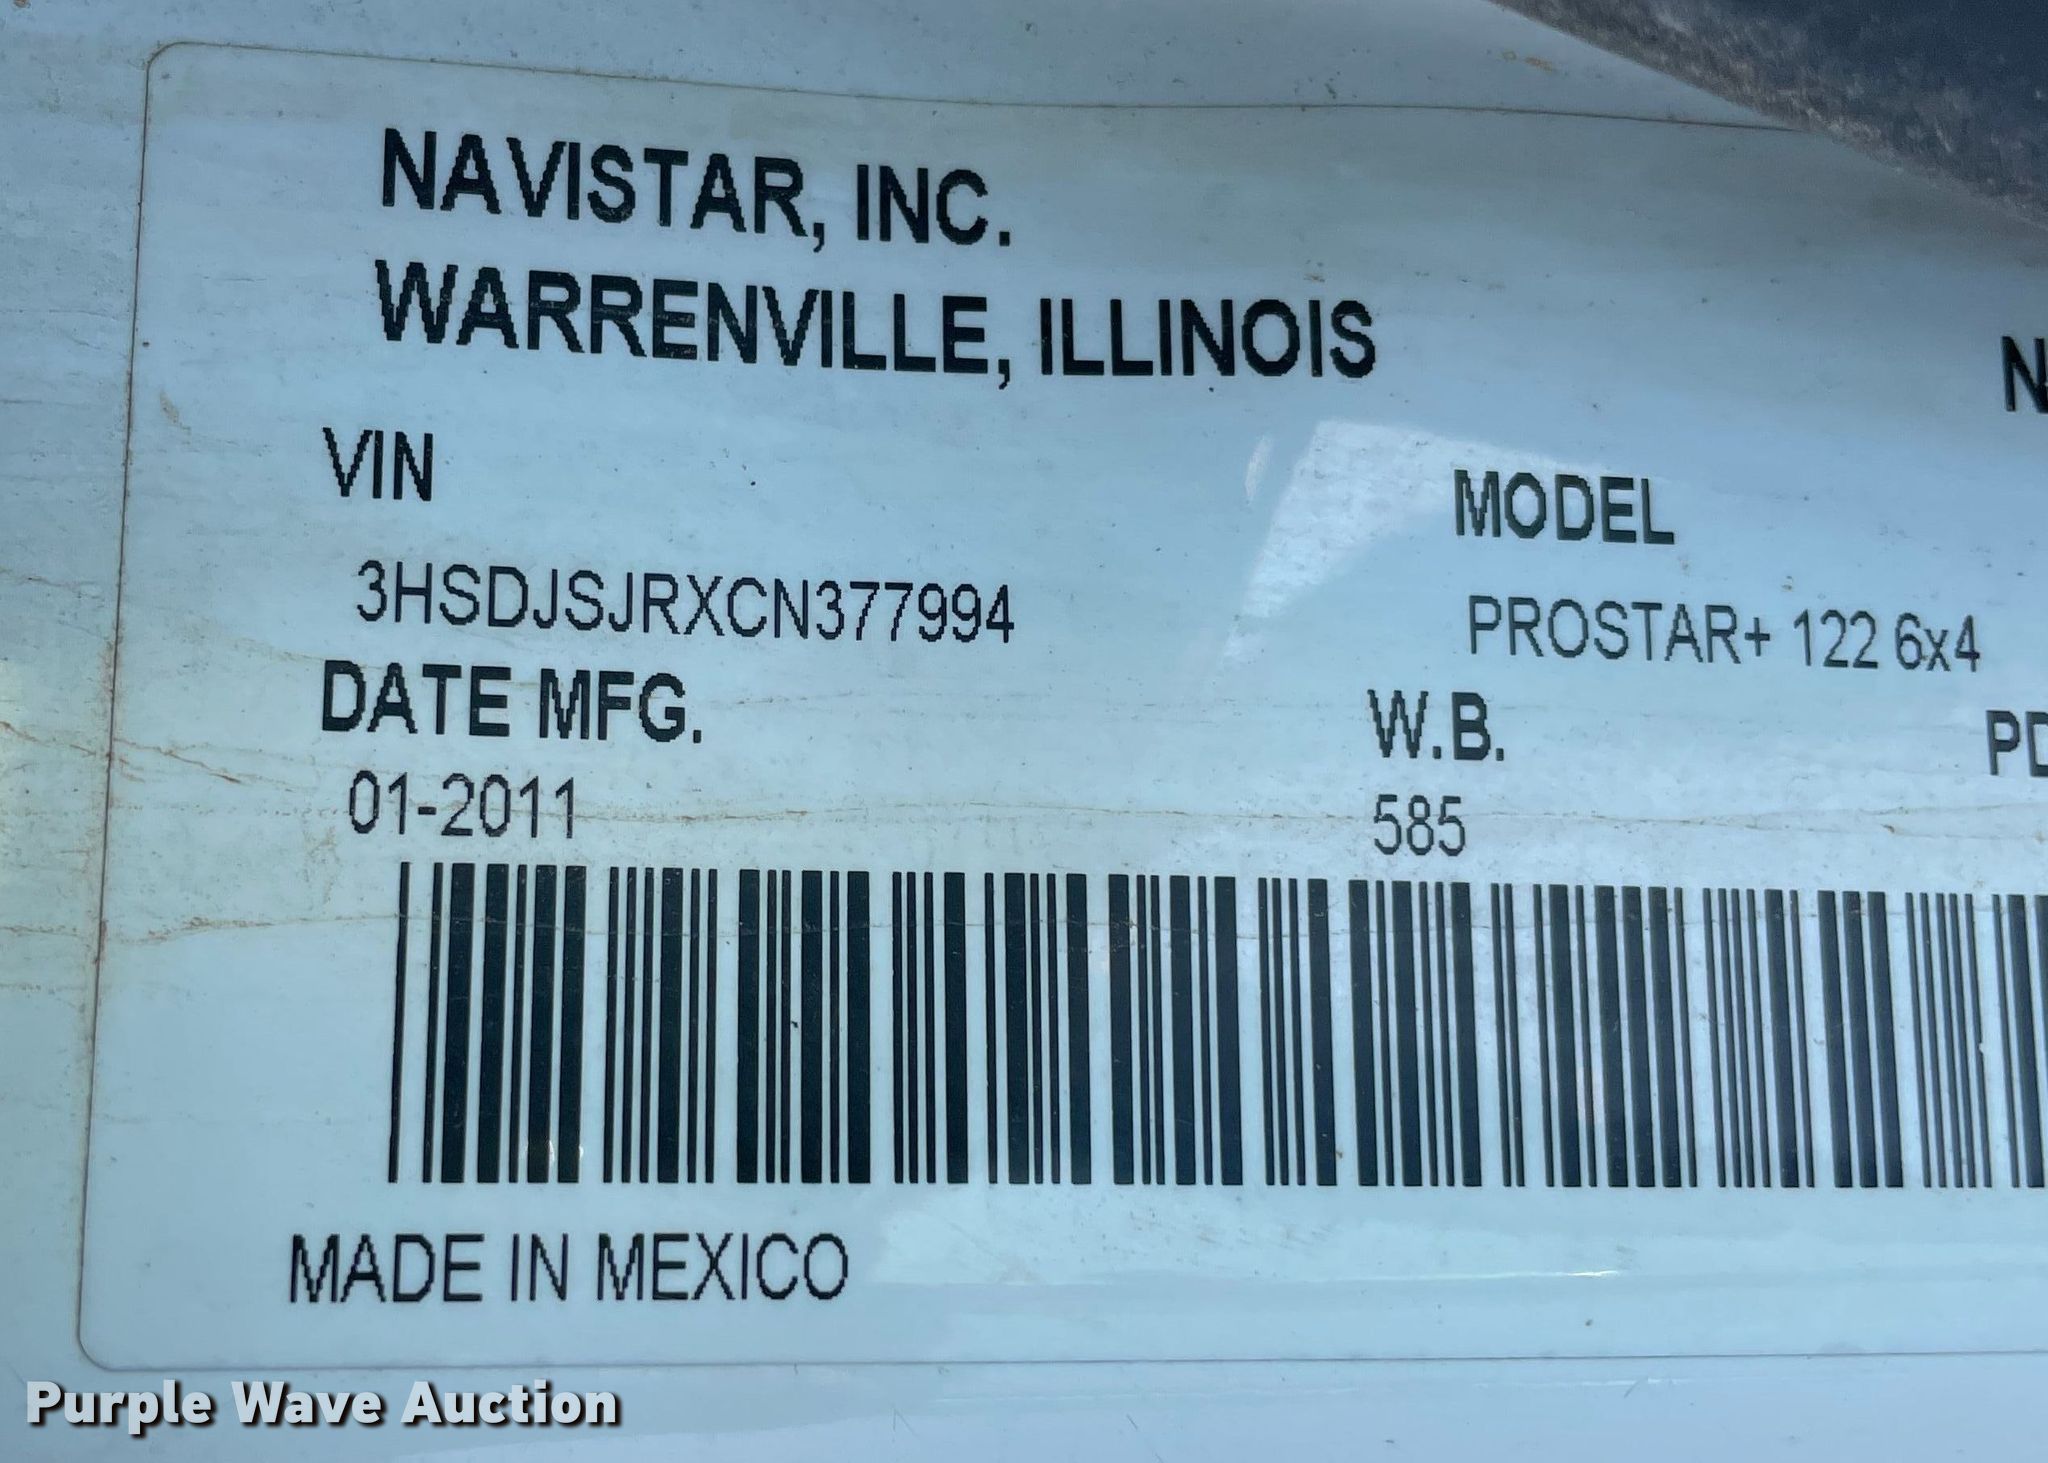 NAVISTAR, INC.
WARRENVILLE, ILLINOIS
VIN
MODEL
3HSDJSJRXCN377994
PROSTAR+ 122 6x4
DATE MFG.
W.B.
01-2011
585
MADE IN MEXICO
Purple Wave Auction